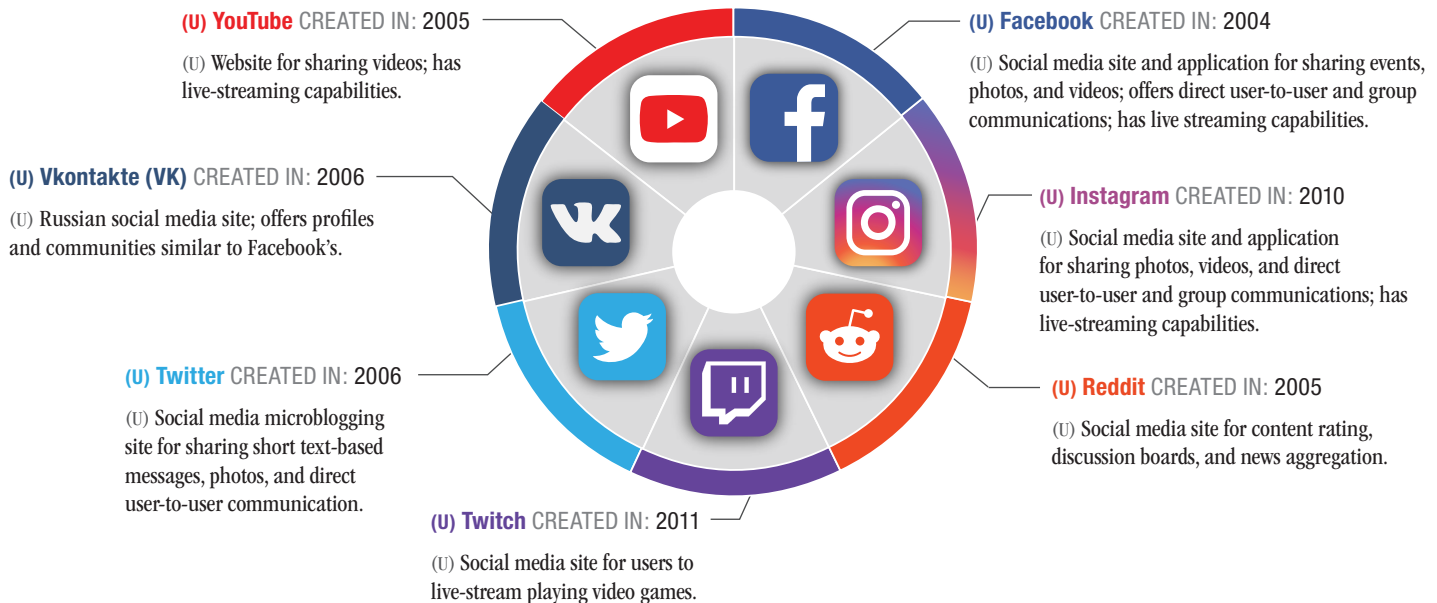 (U) YouTube CREATED IN: 2005
(U) Website for sharing videos; has
live-streaming capabilities.
(U) Facebook CREATED IN: 2004
(U) Social media site and application for sharing events,
photos, and videos; offers direct user-to-user and group
communications; has live streaming capabilities.
(U) Vkontakte (VK) CREATED IN: 2006
(U) Russian social media site; offers profiles
and communities similar to Facebook's.
(U) Instagram CREATED IN: 2010
(U) Social media site and application
for sharing photos, videos, and direct
user-to-user and group communications; has
live-streaming capabilities.
(U) Twitter CREATED IN: 2006
(U) Social media microblogging
site for sharing short text-based
messages, photos, and direct
user-to-user communication.
(U) Reddit CREATED IN: 2005
(U) Social media site for content rating,
discussion boards, and news aggregation.
(U) Twitch CREATED IN: 2011
(U) Social media site for users to
live-stream playing video games.